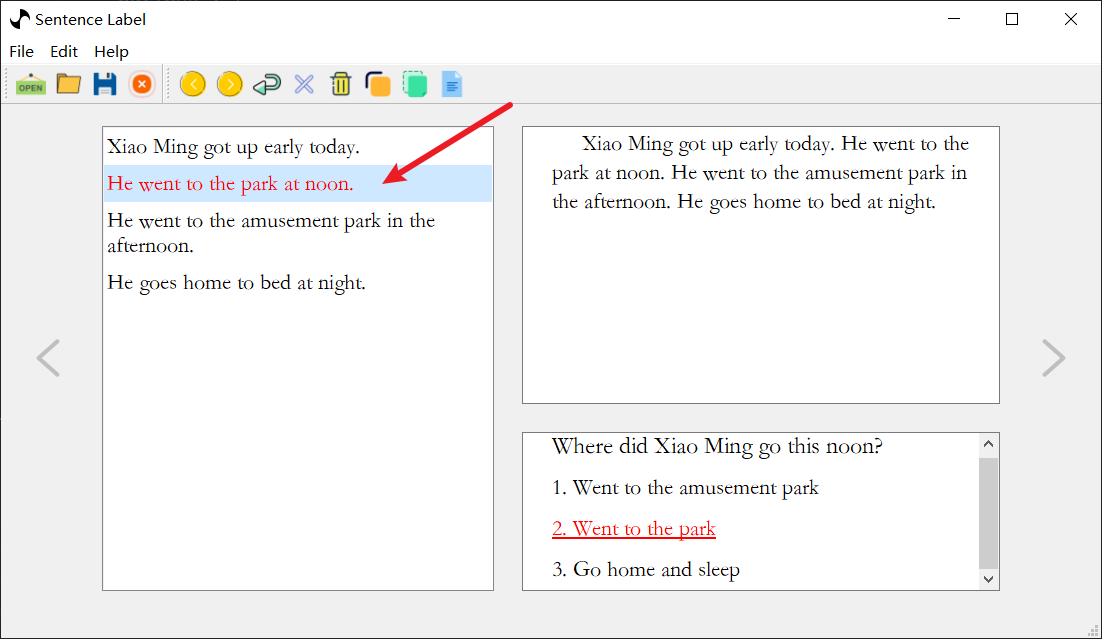 Sentence Label
File Edit Help
OPEN
Xiao Ming got up early today.
He went to the park at noon.
He went to the amusement park in the
afternoon.
He goes home to bed at night.
Xiao Ming got up early today. He went to the
park at noon. He went to the amusement park in
the afternoon. He goes home to bed at night.
Where did Xiao Ming go this noon?
1. Went to the amusement park
2. Went to the park
3. Go home and sleep